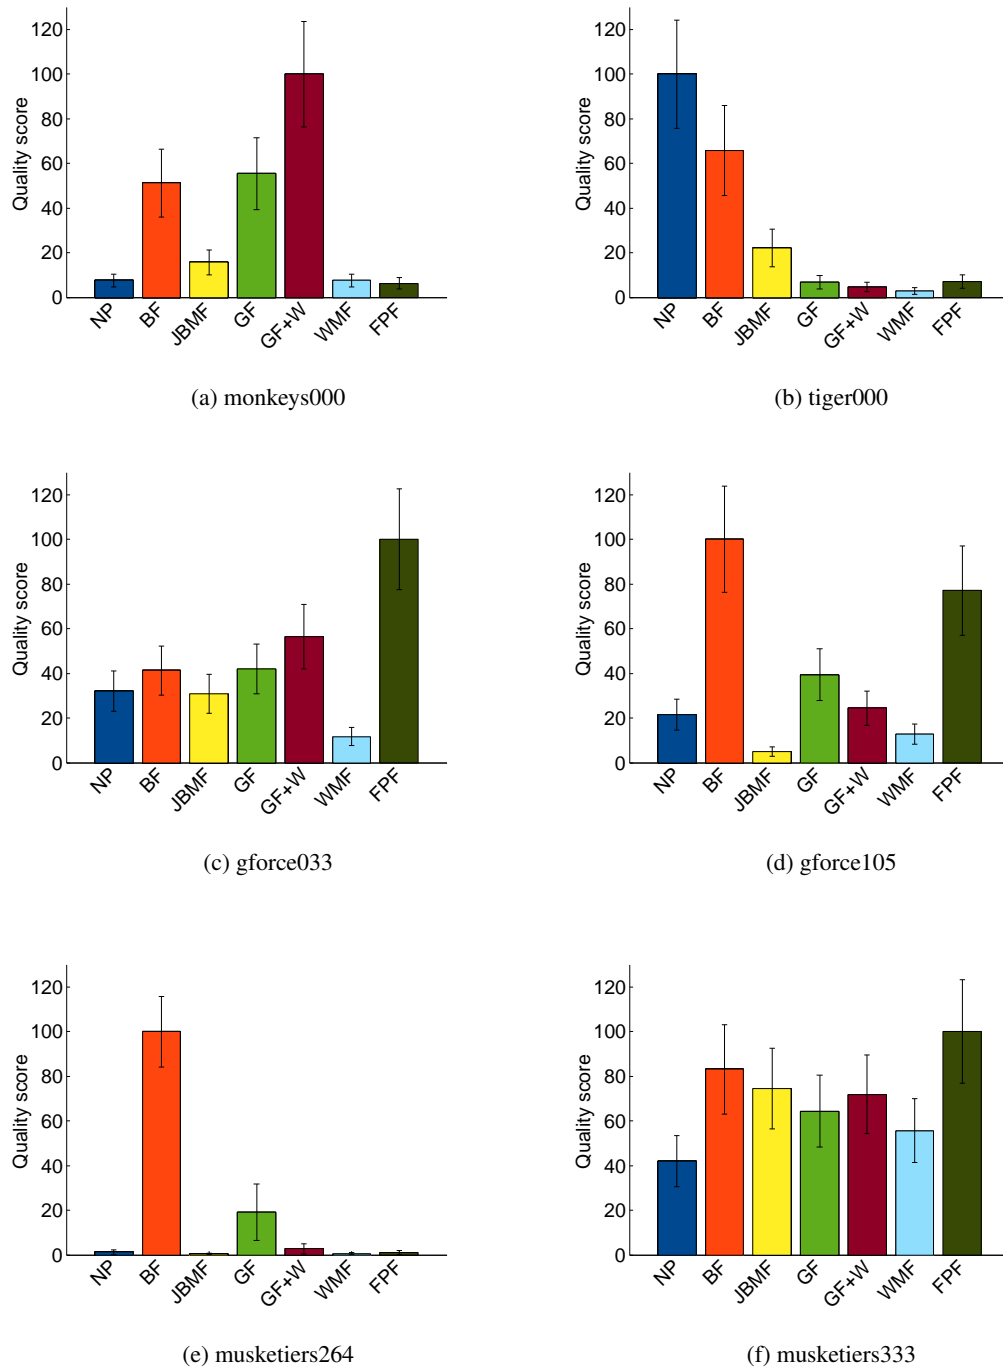 120
100
80
60
40
20
0
Quality score
NP BF JBMF GF GF+W WMF FPF
(a) monkeys000
120
100
80
60
40
20
0
Quality score
NP BF JBMF GF GF+W WMF FPF
(b) tiger000
120
100
80
60
40
20
0
Quality score
NP BF JBMF GF GF+W WMF FPF
(c) gforce033
120
100
80
60
40
20
0
Quality score
NP BF JBMF GF GF+W WMF FPF
(d) gforce105
120
100
80
60
40
20
0
Quality score
NP BF JBMF GF GF+W WMF FPF
(e) musketiers264
120
100
80
60
40
20
0
Quality score
NP BF JBMF GF GF+W WMF FPF
(f) musketiers333